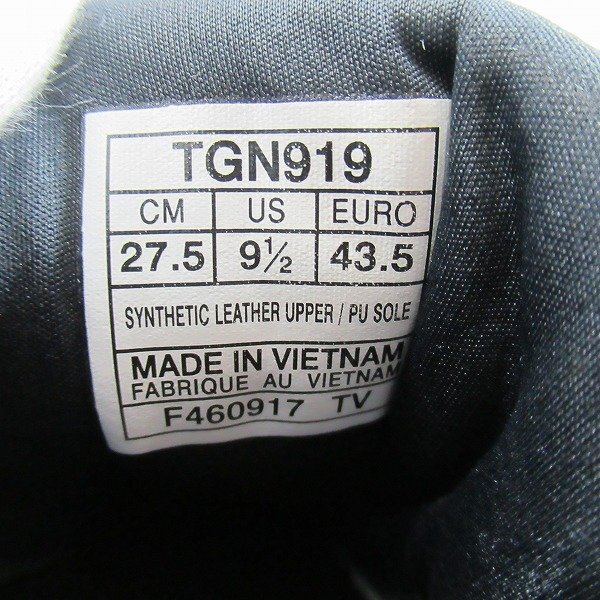 TGN919
CM US EURO
27.5 9½ 43.5
SYNTHETIC LEATHER UPPER / PU SOLE
MADE IN VIETNAM
FABRIQUE AU VIETNAM
F460917 TV